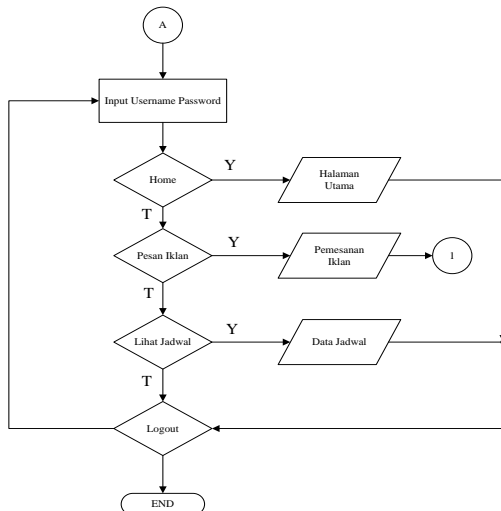 A
Input Username Password
Home
Y
Halaman
Utama
T
Pesan Iklan
Y
Pemesanan
Iklan
1
T
Lihat Jadwal
Y
Data Jadwal
T
Logout
END